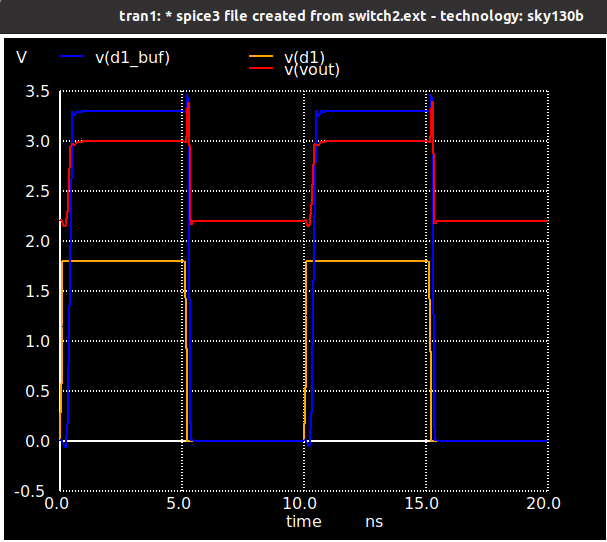 tran1: * spice3 file created from switch2.ext - technology: sky130b
V v(d1_buf) v(d1)
v(vout)
3.5
3.0
2.5
2.0
1.5
1.0
0.5
0.0
-0.5
0.0 5.0 10.0 15.0 20.0
time ns